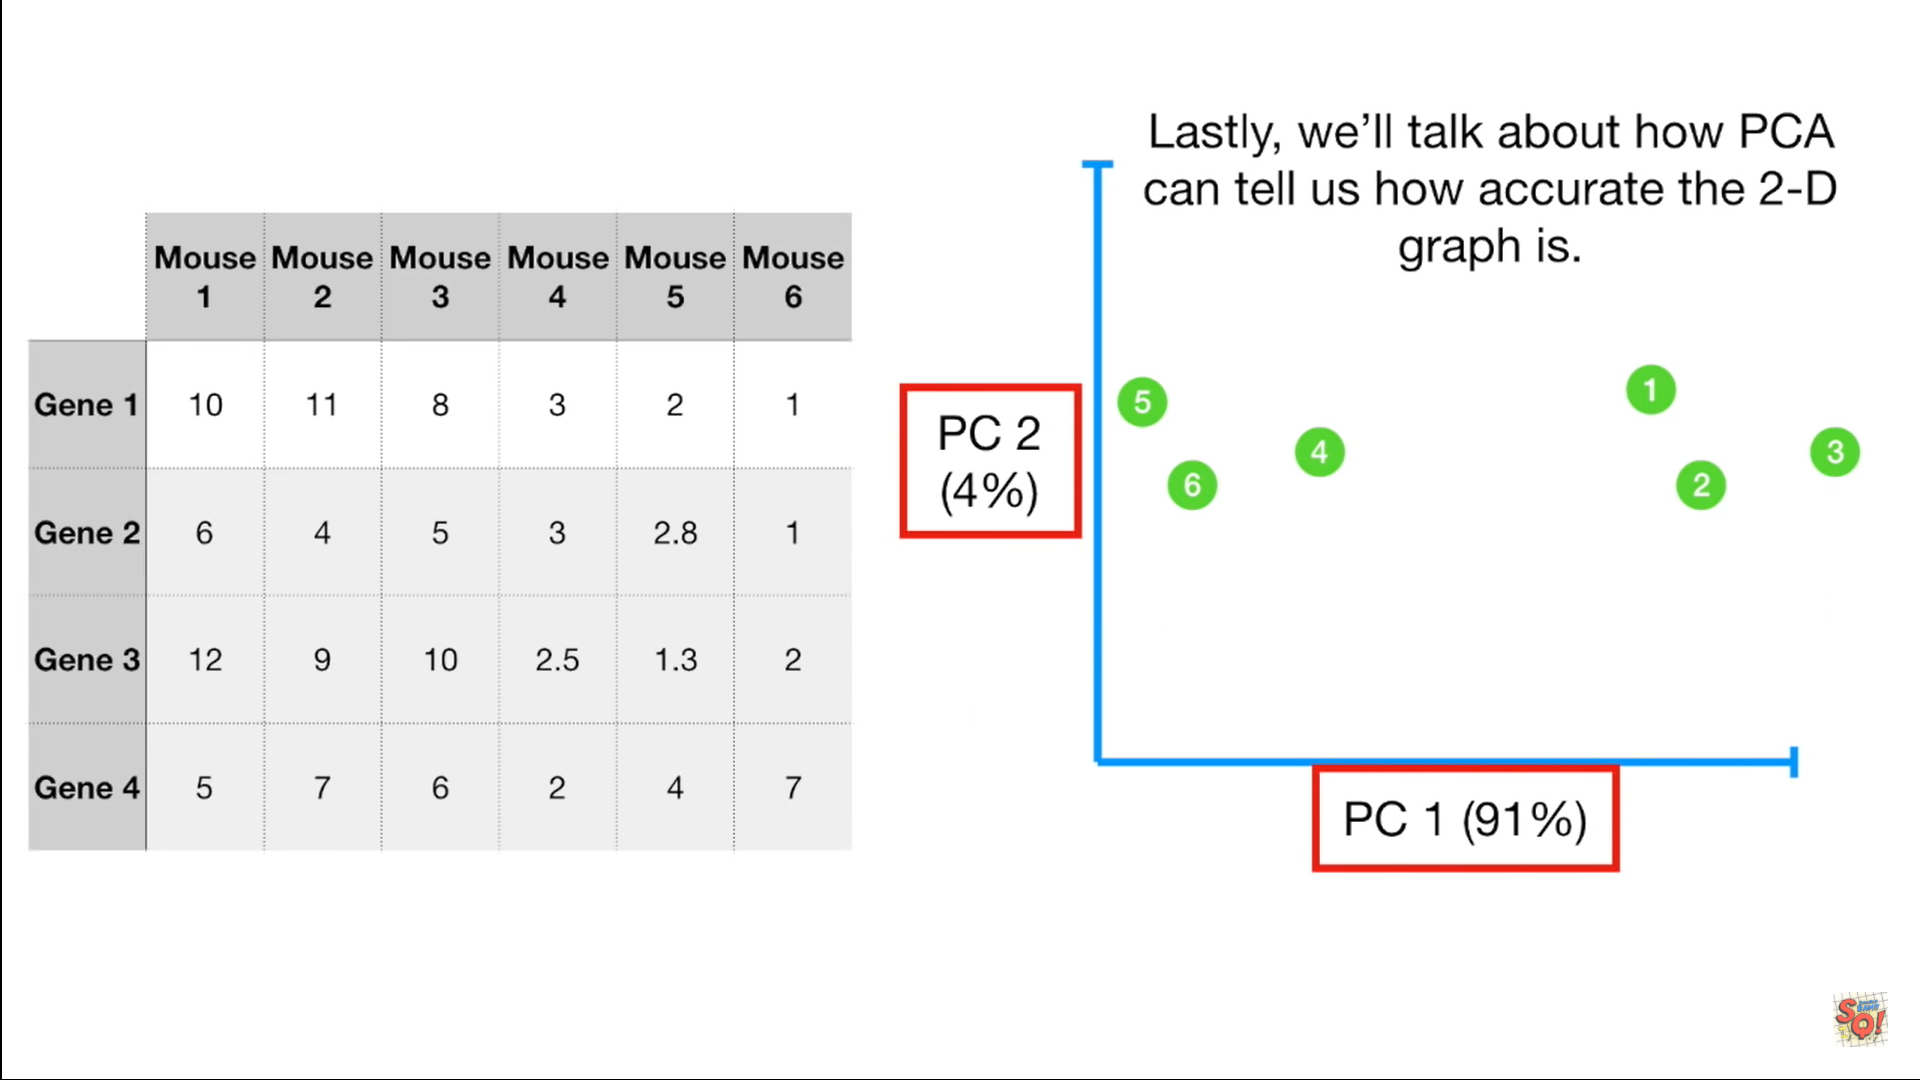 Lastly, we'll talk about how PCA
can tell us how accurate the 2-D
graph is.
Mouse 1 Mouse 2 Mouse 3 Mouse 4 Mouse 5 Mouse 6
Gene 1 10 11 8 3 2 1
Gene 2 6 4 5 3 2.8 1
Gene 3 12 9 10 2.5 1.3 2
Gene 4 5 7 6 2 4 7
PC 2
(4%)
5
6
4
1
2
3
PC 1 (91%)
SQ!